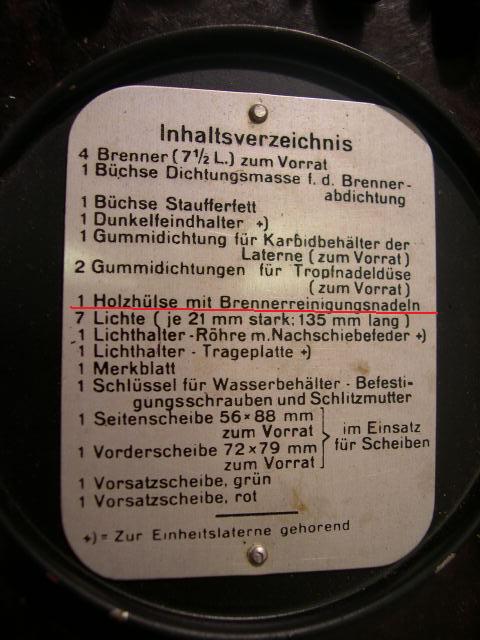 Inhaltsverzeichnis
4 Brenner (7½ L.) zum Vorrat
1 Büchse Dichtungsmasse f. d. Brenner-
abdichtung
1 Büchse Staufferfett
1 Dunkelfeindhalter +)
1 Gummidichtung für Karbidbehälter der
Laterne (zum Vorrat)
2 Gummidichtungen für Tropfnadeldüse
(zum Vorrat)
1 Holzhülse mit Brennerreinigungsnadeln
7 Lichte ( je 21 mm stark; 135 mm lang )
1 Lichthalter-Röhre m. Nachschiebefeder +)
1 Lichthalter - Trageplatte +)
1 Merkblatt
1 Schlüssel für Wasserbehälter - Befesti-
gungsschrauben und Schlitzmutter
1 Seitenscheibe 56×88 mm
zum Vorrat
1 Vorderscheibe 72×79 mm
zum Vorrat
im Einsatz
für Scheiben
1 Vorsatzscheibe, grün
1 Vorsatzscheibe, rot
+)= Zur Einheitslaterne gehörend